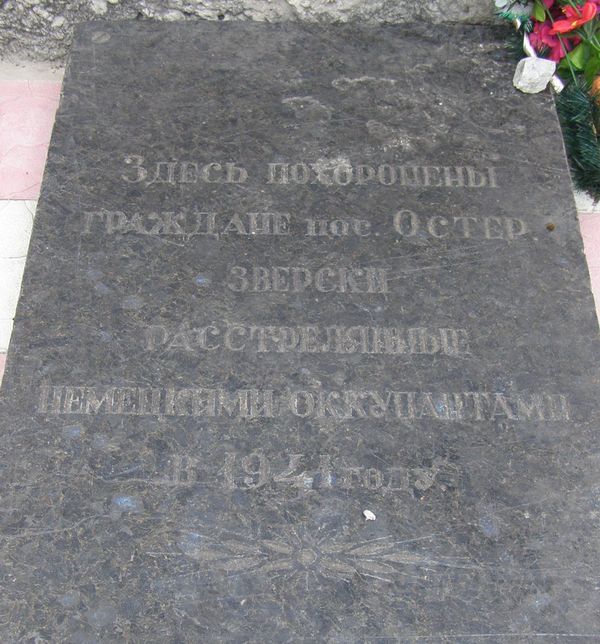 Здесь похоронены
граждане пос. Остер
зверски
расстрелянные
немецкими оккупантами
в 1941 году.